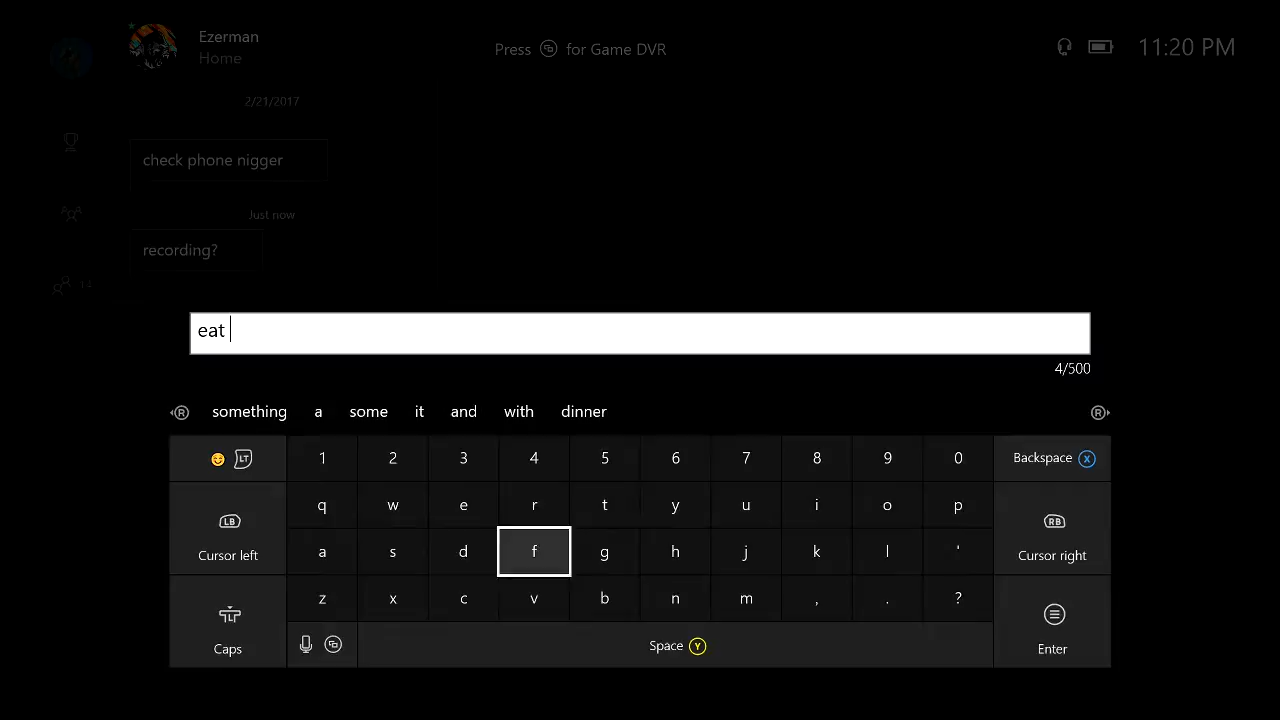 Ezerman
Home
Press for Game DVR
11:20 PM
2/21/2017
check phone nigger
Just now
recording?
14
eat
4/500
R something a some it and with dinner R
LT 1 2 3 4 5 6 7 8 9 0 Backspace X
q w e r t y u i o p
LB Cursor left
a s d f g h j k l '
RB Cursor right
z x c v b n m , . ?
Caps
Space Y
Enter